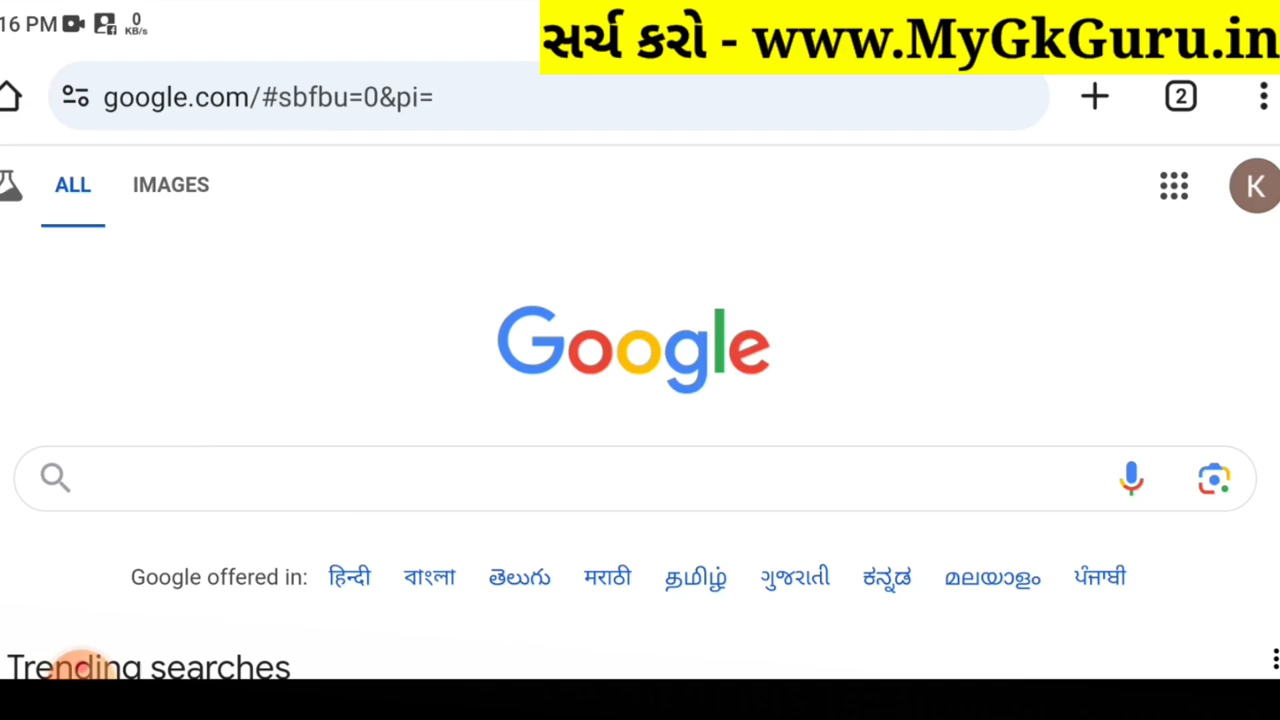 સર્ચ કરો - www.MyGkGuru.in
16 PM 0 KB/s
google.com/#sbfbu=0&pi=
2
ALL IMAGES
K
Google
Google offered in: हिन्दी বাংলা తెలుగు मराठी தமிழ் ગુજરાતી ಕನ್ನಡ മലയാളം ਪੰਜਾਬੀ
Trending searches